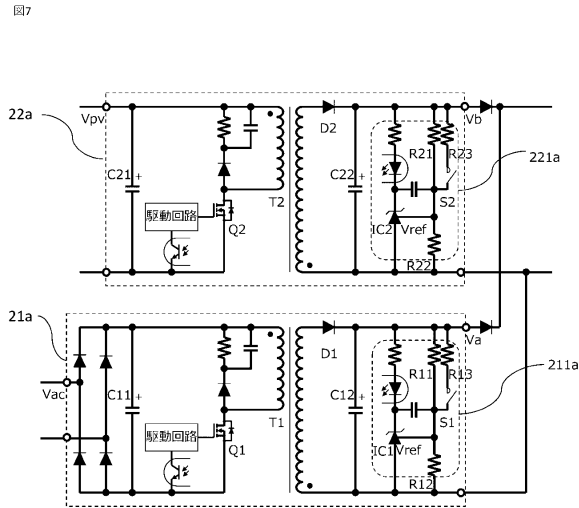 図7
22a
Vpv
C21
+
駆動回路
Q2
T2
D2
C22
+
R21
R23
S2
IC2
Vref
R22
Vb
221a
21a
Vac
C11
+
駆動回路
Q1
T1
D1
C12
+
R11
R13
S1
IC1
Vref
R12
Va
211a